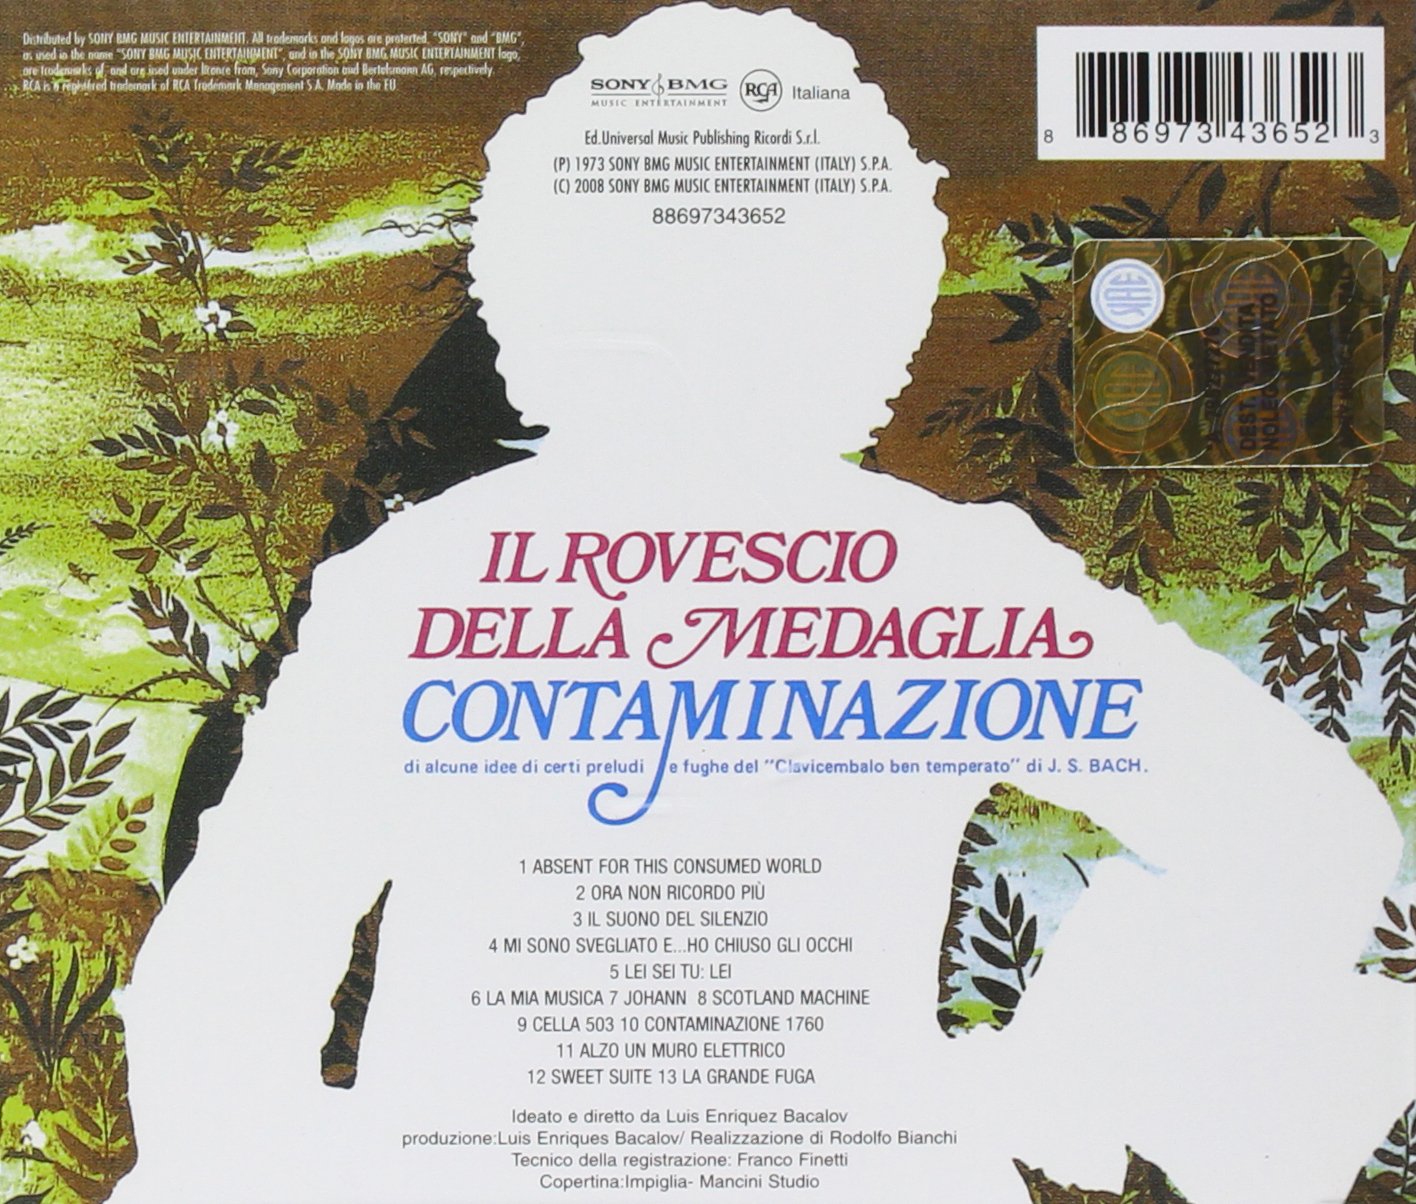 Distributed by SONY BMG MUSIC ENTERTAINMENT. All trademarks and logos are protected. "SONY" and "BMG",
as used in the name "SONY BMG MUSIC ENTERTAINMENT", and in the SONY BMG MUSIC ENTERTAINMENT logo,
are trademarks of, and are used under licence from, Sony Corporation and Bertelsmann AG, respectively.
RCA is a registered trademark of RCA Trademark Management S.A. Made in the EU
SONY BMG
MUSIC ENTERTAINMENT
RCA Italiana
Ed.Universal Music Publishing Ricordi S.r.l.
(P) 1973 SONY BMG MUSIC ENTERTAINMENT (ITALY) S.P.A.
(C) 2008 SONY BMG MUSIC ENTERTAINMENT (ITALY) S.P.A.
88697343652
8 86973 43652 3
SIAE
DEST. VENDITA
IL ROVESCIO
DELLA MEDAGLIA
CONTAMINAZIONE
di alcune idee di certi preludi e fughe del "Clavicembalo ben temperato" di J. S. BACH.
1 ABSENT FOR THIS CONSUMED WORLD
2 ORA NON RICORDO PIÙ
3 IL SUONO DEL SILENZIO
4 MI SONO SVEGLIATO E...HO CHIUSO GLI OCCHI
5 LEI SEI TU: LEI
6 LA MIA MUSICA 7 JOHANN 8 SCOTLAND MACHINE
9 CELLA 503 10 CONTAMINAZIONE 1760
11 ALZO UN MURO ELETTRICO
12 SWEET SUITE 13 LA GRANDE FUGA
Ideato e diretto da Luis Enriquez Bacalov
produzione:Luis Enriques Bacalov/ Realizzazione di Rodolfo Bianchi
Tecnico della registrazione: Franco Finetti
Copertina:Impiglia- Mancini Studio